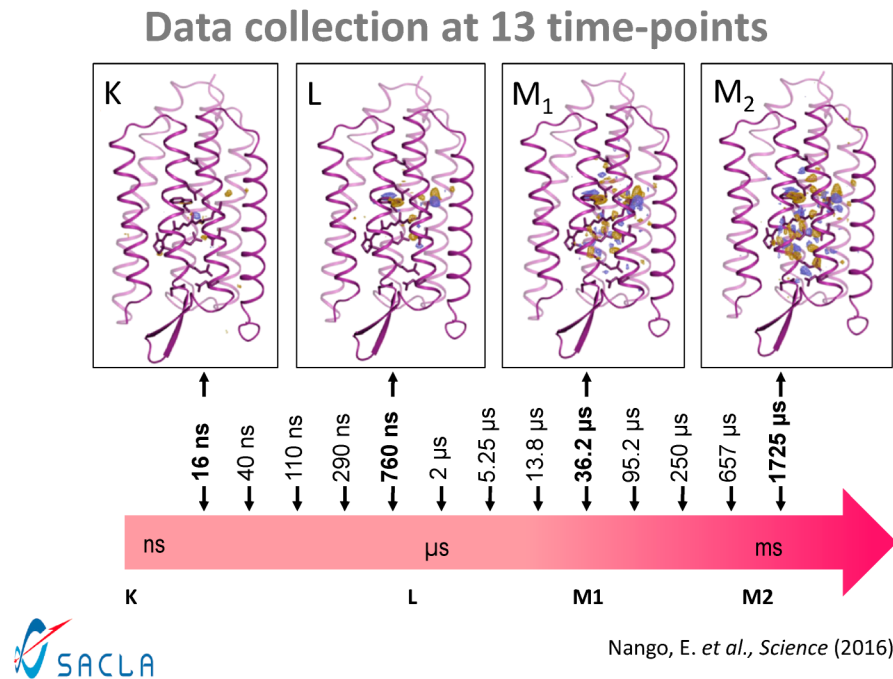 Data collection at 13 time-points
K
L
M₁
M₂
16 ns
40 ns
110 ns
290 ns
760 ns
2 µs
5.25 µs
13.8 µs
36.2 µs
95.2 µs
250 µs
657 µs
1725 µs
ns
µs
ms
K
L
M1
M2
SACLA
Nango, E. et al., Science (2016)